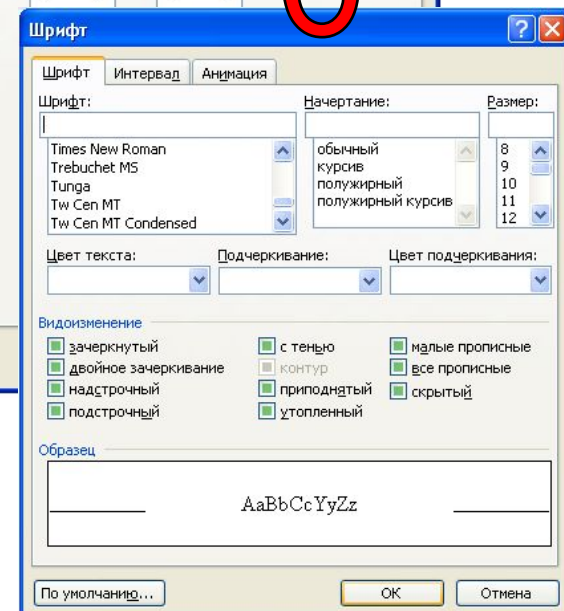 Шрифт
Шрифт Интервал Анимация
Шрифт: Начертание: Размер:
Times New Roman обычный 8
Trebuchet MS курсив 9
Tunga полужирный 10
Tw Cen MT полужирный курсив 11
Tw Cen MT Condensed 12
Цвет текста: Подчеркивание: Цвет подчеркивания:
Видоизменение
зачеркнутый с тенью малые прописные
двойное зачеркивание контур все прописные
надстрочный приподнятый скрытый
подстрочный утопленный
Образец
AaBbCcYyZz
По умолчанию... ОК Отмена